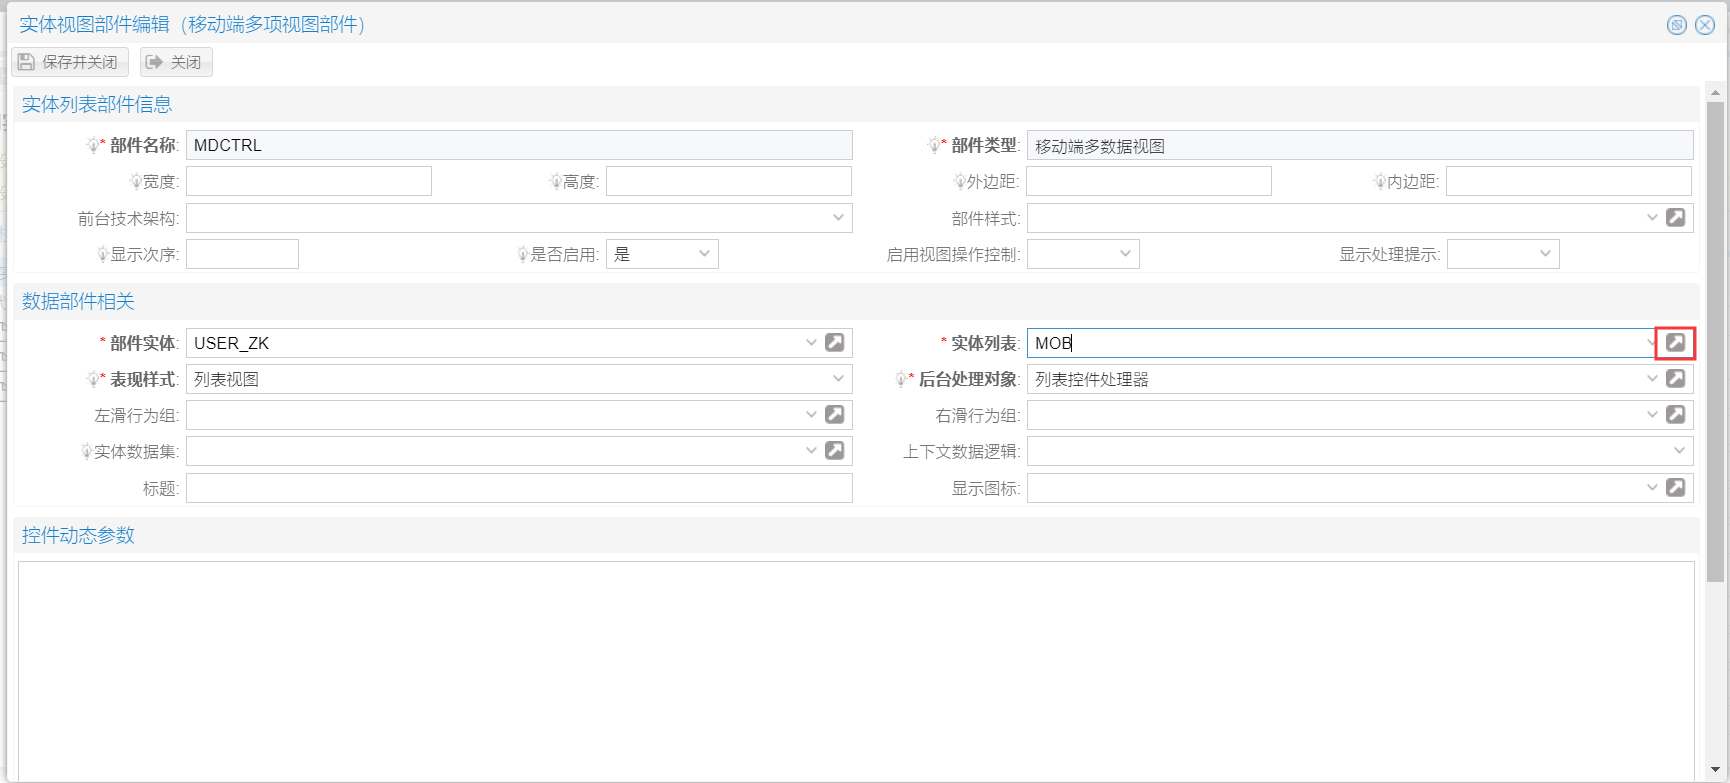 实体视图部件编辑（移动端多项视图部件）
保存并关闭 关闭
实体列表部件信息
* 部件名称: MDCTRL * 部件类型: 移动端多数据视图
宽度: 高度: 外边距: 内边距:
前台技术架构: 部件样式:
显示次序: 是否启用: 是 启用视图操作控制: 显示处理提示:
数据部件相关
* 部件实体: USER_ZK * 实体列表: MOB
* 表现样式: 列表视图 * 后台处理对象: 列表控件处理器
左滑行为组: 右滑行为组:
实体数据集: 上下文数据逻辑:
标题: 显示图标:
控件动态参数